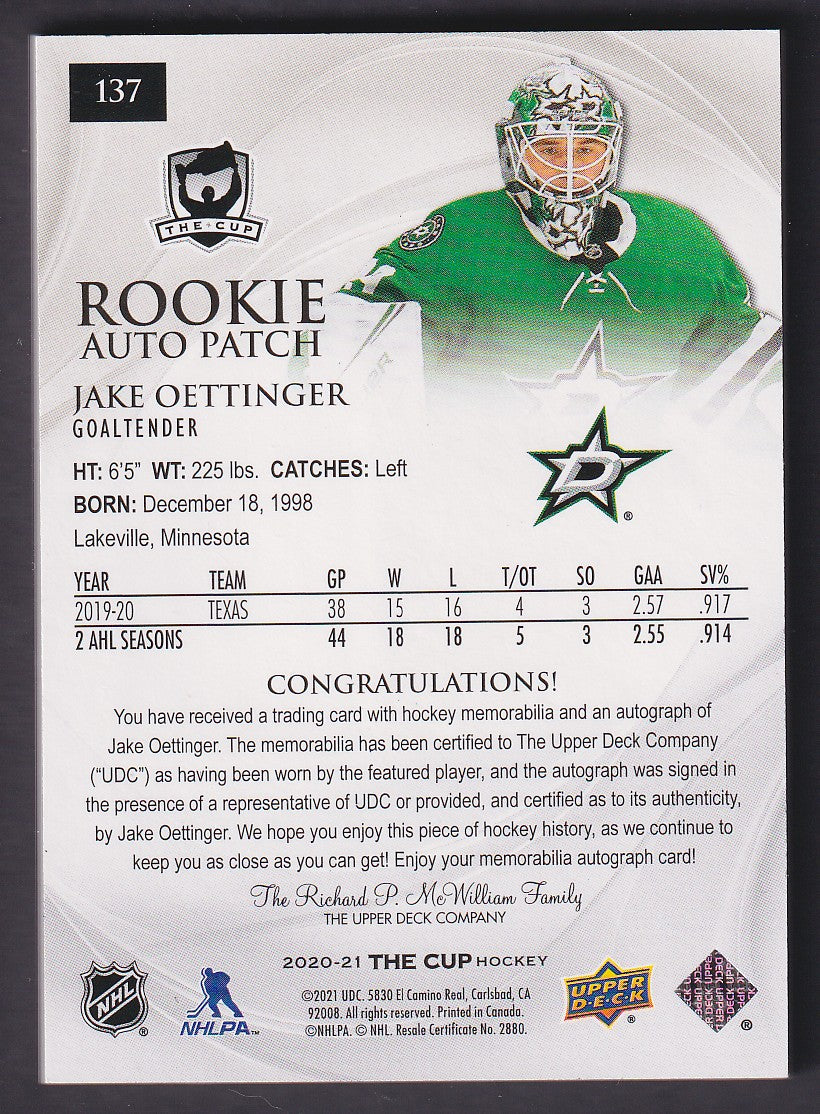 137
THE CUP
ROOKIE
AUTO PATCH
JAKE OETTINGER
GOALTENDER
HT: 6'5" WT: 225 lbs. CATCHES: Left
BORN: December 18, 1998
Lakeville, Minnesota
D
®
YEAR TEAM GP W L T/OT SO GAA SV%
2019-20 TEXAS 38 15 16 4 3 2.57 .917
2 AHL SEASONS 44 18 18 5 3 2.55 .914
CONGRATULATIONS!
You have received a trading card with hockey memorabilia and an autograph of
Jake Oettinger. The memorabilia has been certified to The Upper Deck Company
("UDC") as having been worn by the featured player, and the autograph was signed in
the presence of a representative of UDC or provided, and certified as to its authenticity,
by Jake Oettinger. We hope you enjoy this piece of hockey history, as we continue to
keep you as close as you can get! Enjoy your memorabilia autograph card!
The Richard P. McWilliam Family
THE UPPER DECK COMPANY
2020-21 THE CUP HOCKEY
NHL ®
NHLPA™
©2021 UDC. 5830 El Camino Real, Carlsbad, CA
92008. All rights reserved. Printed in Canada.
©NHLPA. © NHL. Resale Certificate No. 2880.
UPPER
D·E·C·K
®
UPPER DECK
®